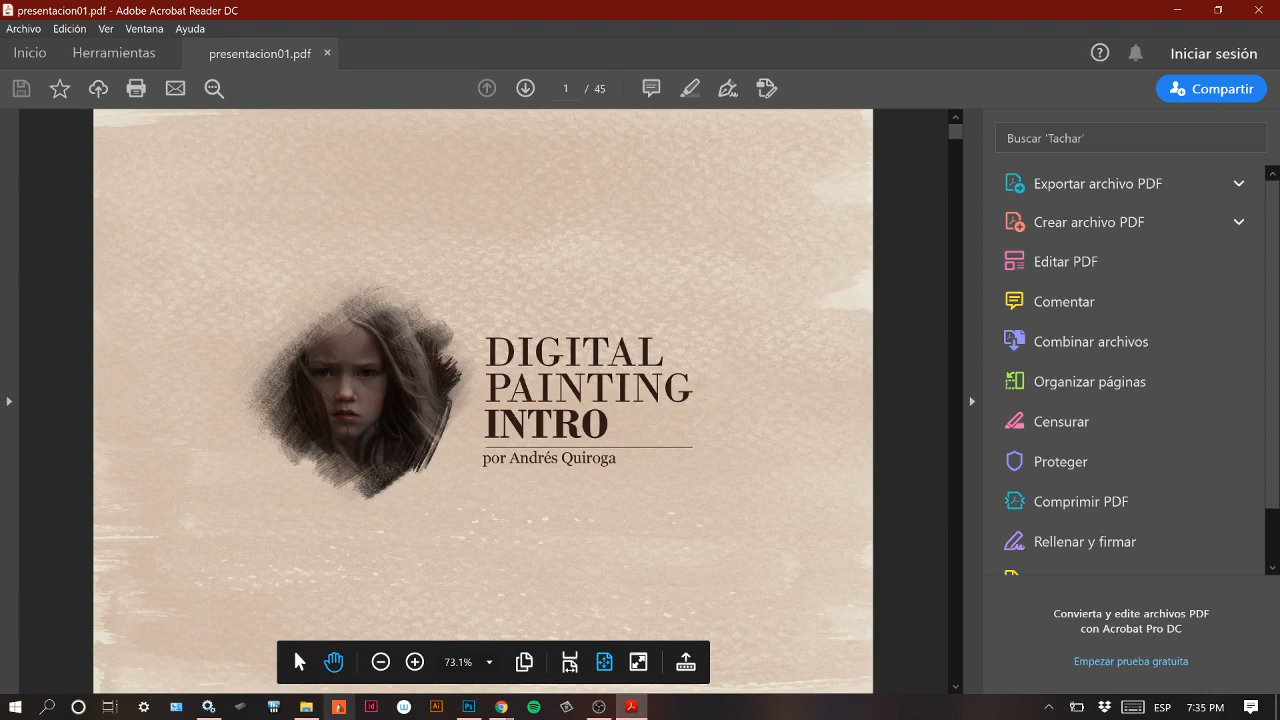 presentacion01.pdf - Adobe Acrobat Reader DC
Archivo Edición Ver Ventana Ayuda
Inicio Herramientas presentacion01.pdf × Iniciar sesión
1 / 45 Compartir
Buscar 'Tachar'
Exportar archivo PDF
Crear archivo PDF
Editar PDF
Comentar
Combinar archivos
Organizar páginas
Censurar
Proteger
Comprimir PDF
Rellenar y firmar
DIGITAL
PAINTING
INTRO
por Andrés Quiroga
Convierta y edite archivos PDF
con Acrobat Pro DC
Empezar prueba gratuita
73.1%
ESP 7:35 PM